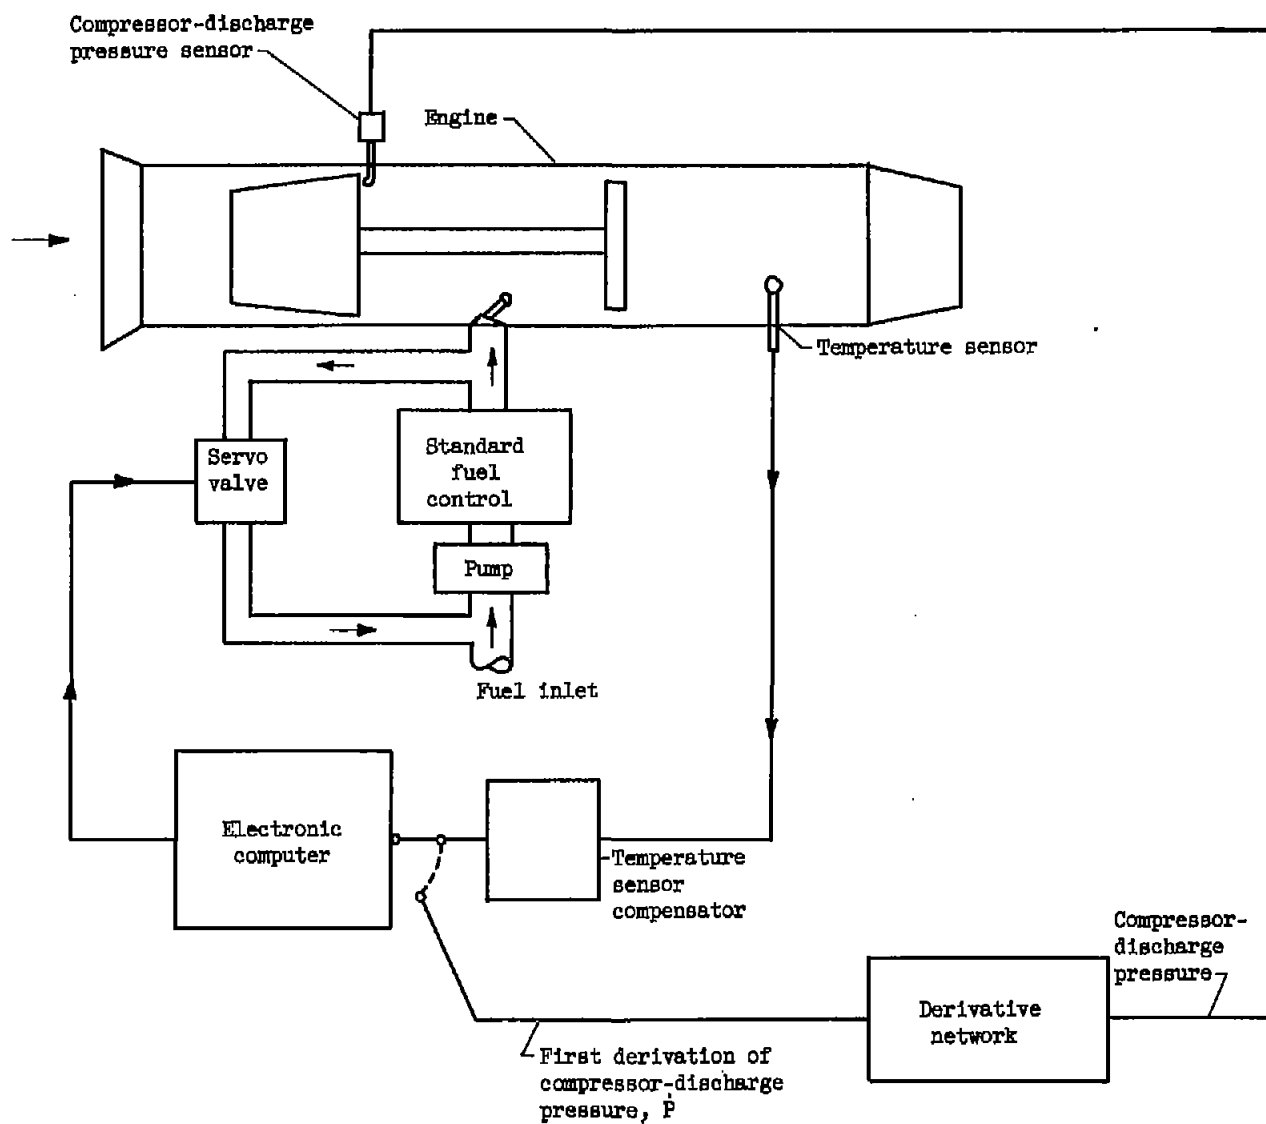 Compressor-discharge
pressure sensor
Engine
Temperature sensor
Servo
valve
Standard
fuel
control
Pump
Fuel inlet
Electronic
computer
Temperature
sensor
compensator
Compressor-
discharge
pressure
Derivative
network
First derivation of
compressor-discharge
pressure, Ṗ